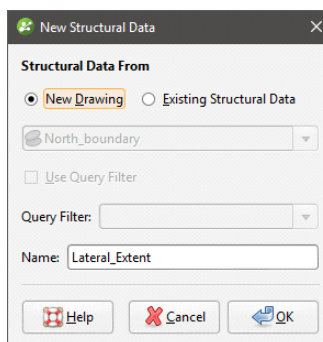 New Structural Data
Structural Data From
New Drawing Existing Structural Data
North_boundary
Use Query Filter
Query Filter:
Name: Lateral_Extent
Help Cancel OK